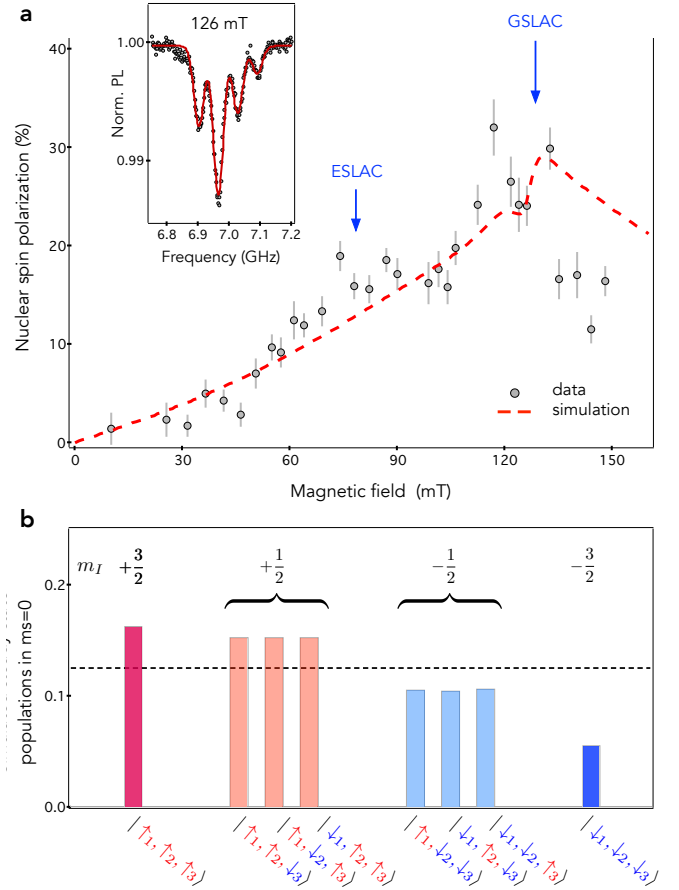 a
126 mT
1.00
0.99
Norm. PL
6.8 6.9 7.0 7.1 7.2
Frequency (GHz)
GSLAC
ESLAC
40
30
20
10
0
Nuclear spin polarization (%)
data
simulation
0 30 60 90 120 150
Magnetic field (mT)
b
m_I +3/2 +1/2 −1/2 −3/2
0.2
0.1
0.0
populations in ms=0
|↑1, ↑2, ↑3⟩
|↑1, ↑2, ↓3⟩
|↑1, ↓2, ↑3⟩
|↓1, ↑2, ↑3⟩
|↑1, ↓2, ↓3⟩
|↓1, ↑2, ↓3⟩
|↓1, ↓2, ↑3⟩
|↓1, ↓2, ↓3⟩